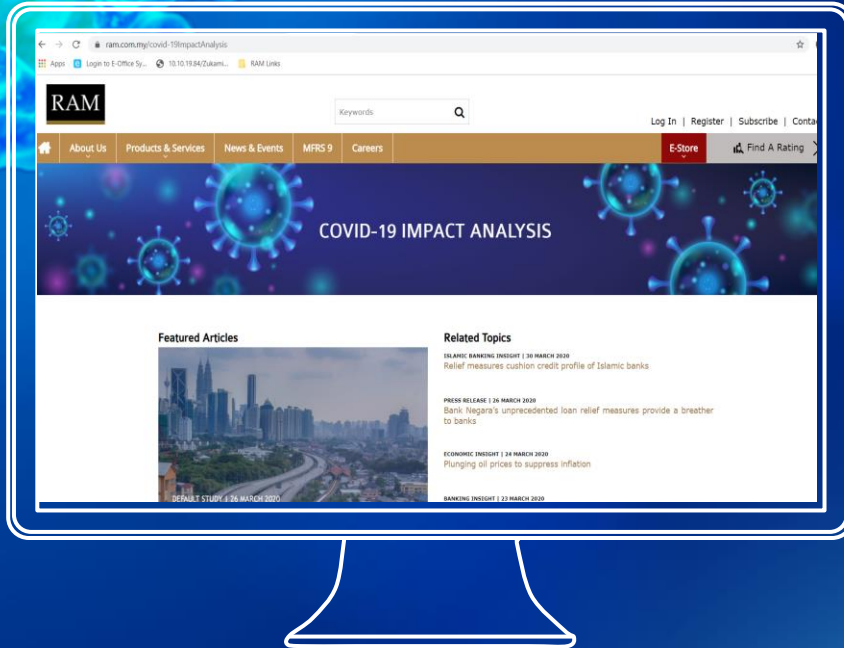 ram.com.my/covid-19ImpactAnalysis
Apps Login to E-Office Sy... 10.10.19.84/Zukami... RAM Links
RAM
Keywords
Log In | Register | Subscribe | Conta
About Us Products & Services News & Events MFRS 9 Careers E-Store Find A Rating
COVID-19 IMPACT ANALYSIS
Featured Articles
DEFAULT STUDY | 26 MARCH 2020
Related Topics
ISLAMIC BANKING INSIGHT | 30 MARCH 2020
Relief measures cushion credit profile of Islamic banks
PRESS RELEASE | 26 MARCH 2020
Bank Negara's unprecedented loan relief measures provide a breather
to banks
ECONOMIC INSIGHT | 24 MARCH 2020
Plunging oil prices to suppress inflation
BANKING INSIGHT | 23 MARCH 2020